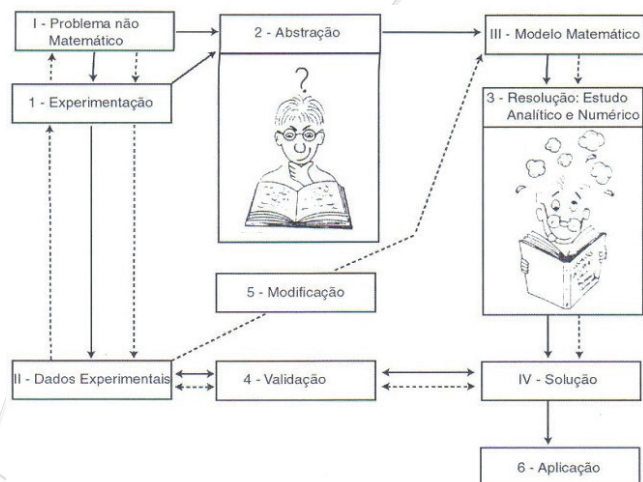 I - Problema não
Matemático
2 - Abstração
III - Modelo Matemático
1 - Experimentação
3 - Resolução: Estudo
Analítico e Numérico
?
5 - Modificação
II - Dados Experimentais
4 - Validação
IV - Solução
6 - Aplicação